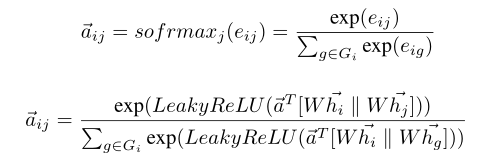 \vec{a}_{ij} = sofrmax_j(e_{ij}) = \frac{\exp(e_{ij})}{\sum_{g \in G_i} \exp(e_{ig})}
\vec{a}_{ij} = \frac{\exp(LeakyReLU(\vec{a}^T[W\vec{h_i} \parallel W\vec{h_j}]))}{\sum_{g \in G_i} \exp(LeakyReLU(\vec{a}^T[W\vec{h_i} \parallel W\vec{h_g}]))}